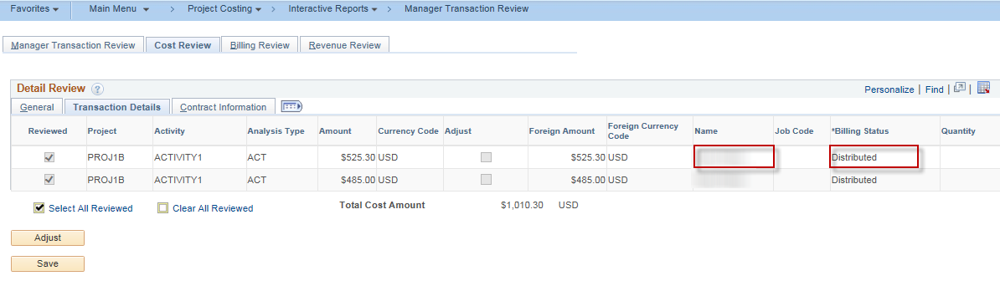 Favorites Main Menu > Project Costing > Interactive Reports > Manager Transaction Review
Manager Transaction Review Cost Review Billing Review Revenue Review
Detail Review ? Personalize | Find | |
General Transaction Details Contract Information
Reviewed Project Activity Analysis Type Amount Currency Code Adjust Foreign Amount Foreign Currency Code Name Job Code *Billing Status Quantity
PROJ1B ACTIVITY1 ACT $525.30 USD $525.30 USD Distributed
PROJ1B ACTIVITY1 ACT $485.00 USD $485.00 USD Distributed
Select All Reviewed Clear All Reviewed Total Cost Amount $1,010.30 USD
Adjust
Save